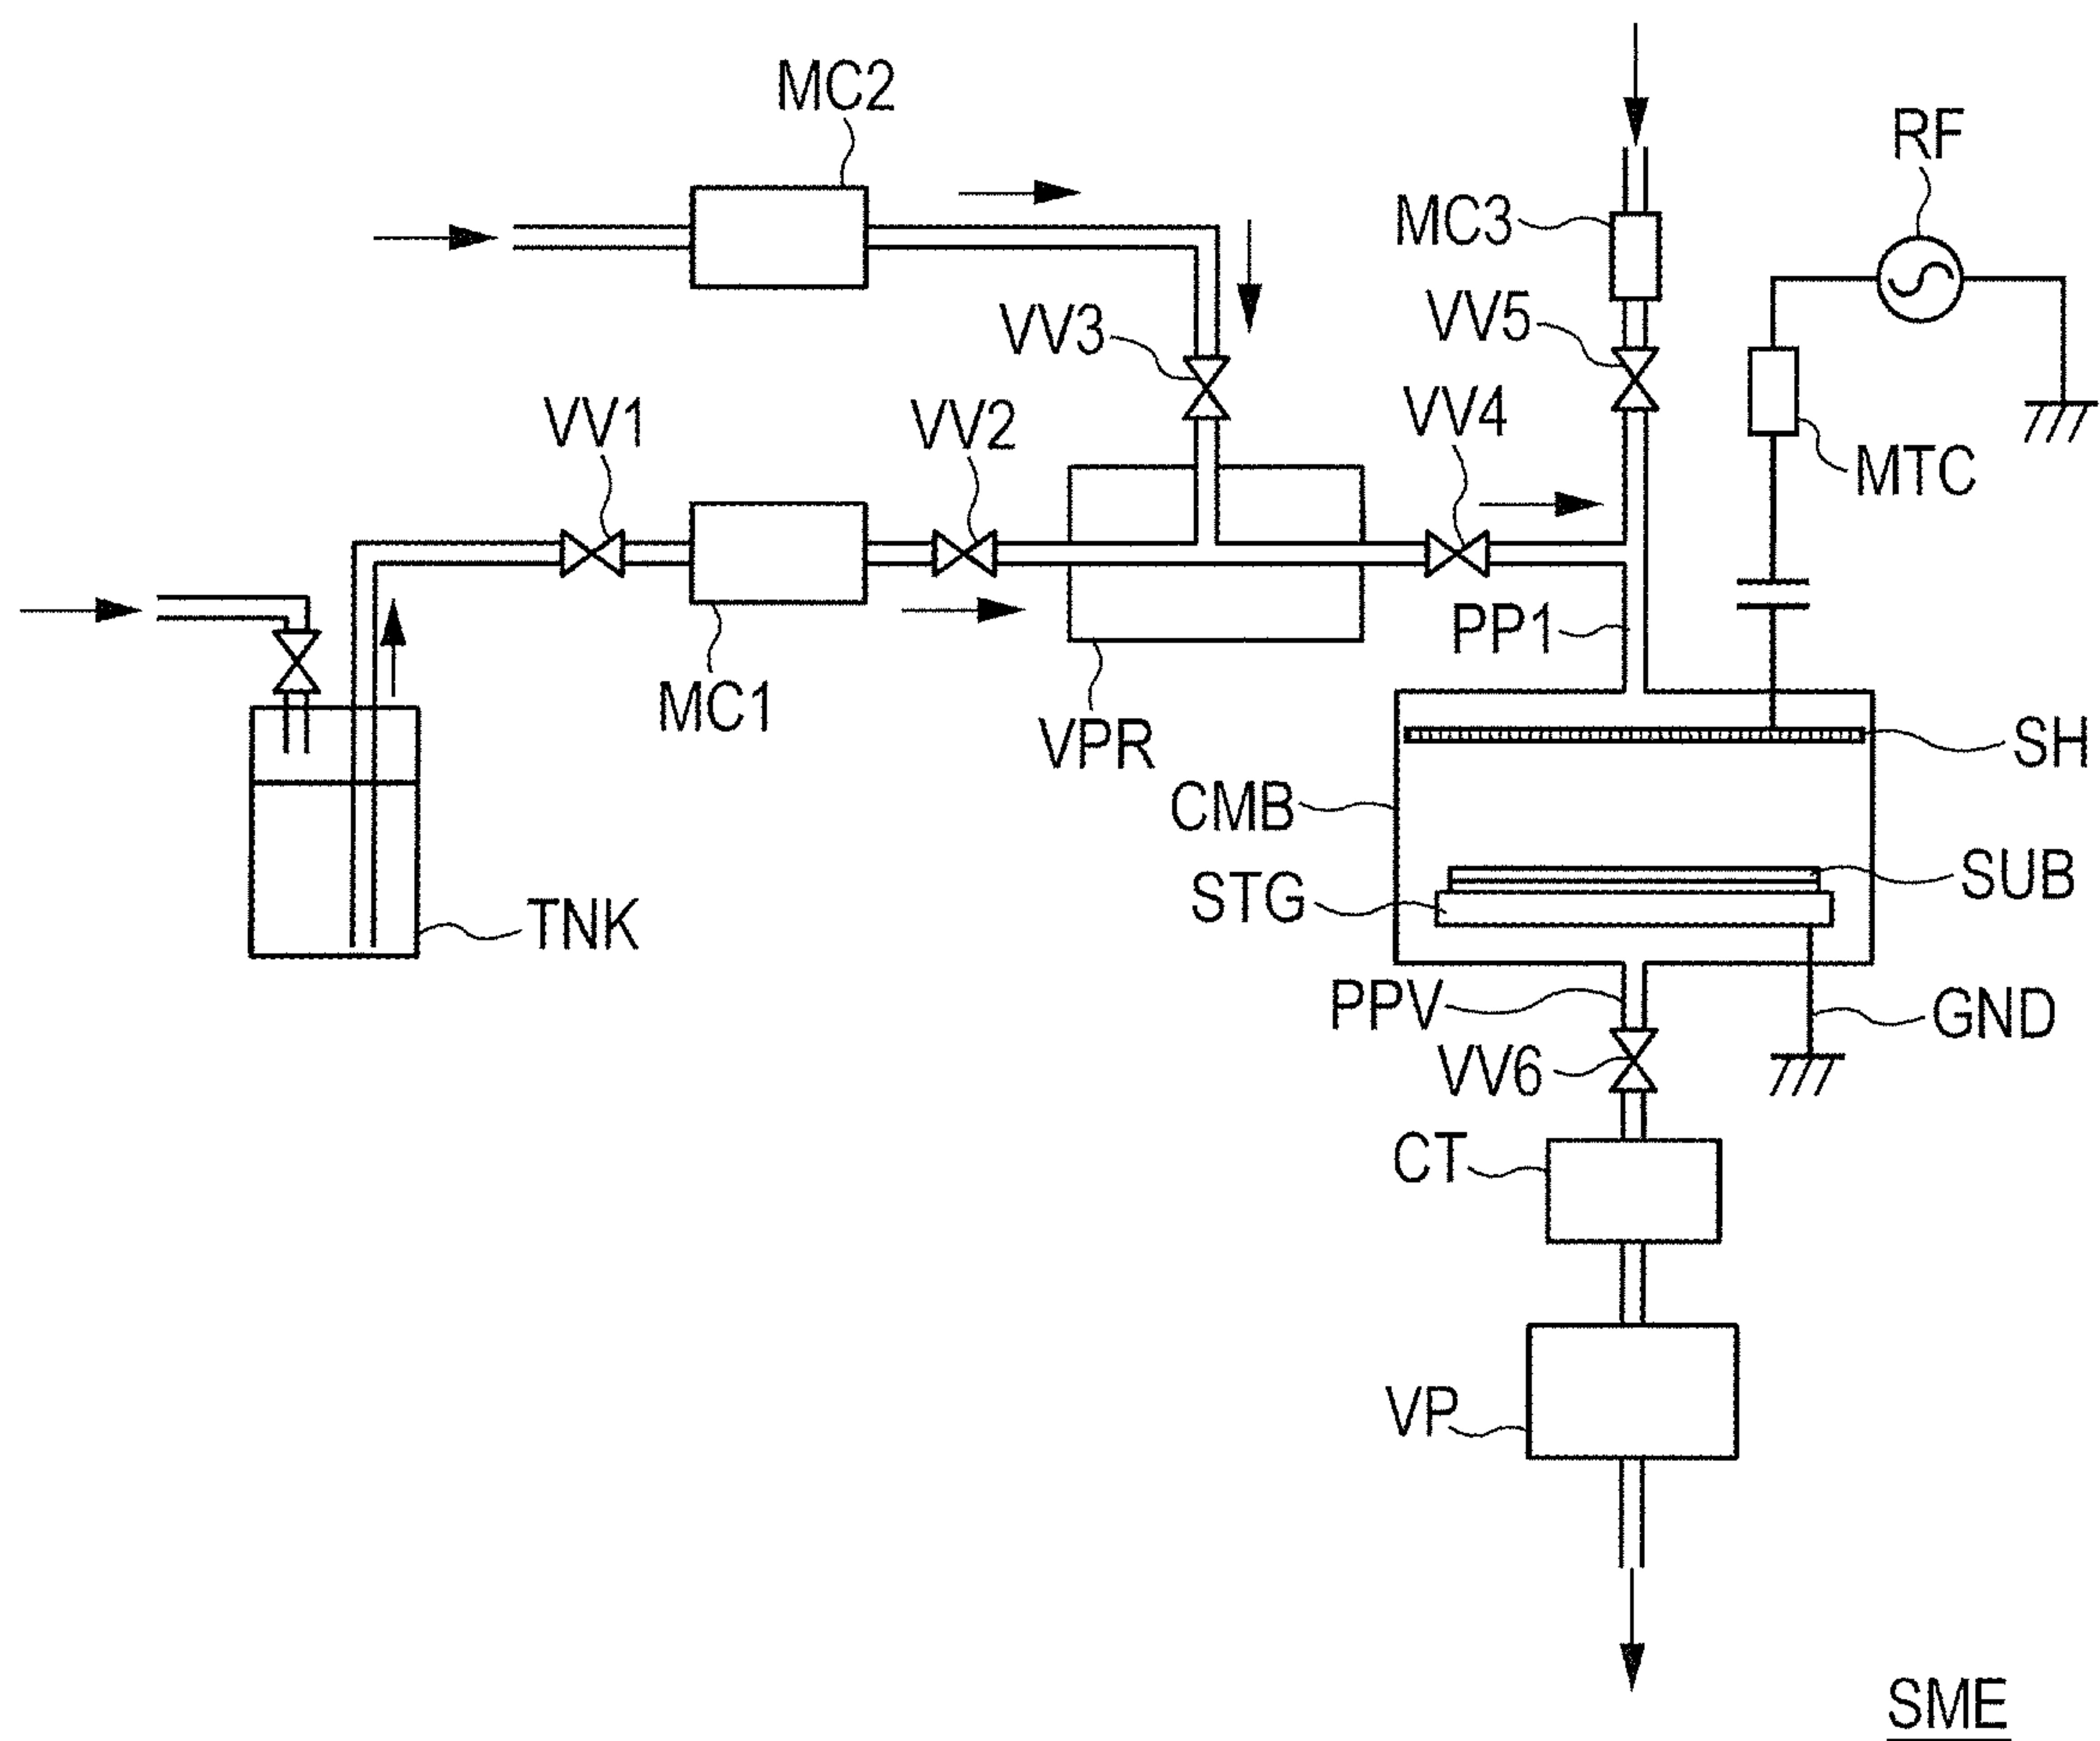 MC2
RF
MC3
VV5
VV3
VV1
VV2
VV4
MTC
PP1
MC1
VPR
SH
CMB
SUB
STG
TNK
PPV
GND
VV6
CT
VP
SME